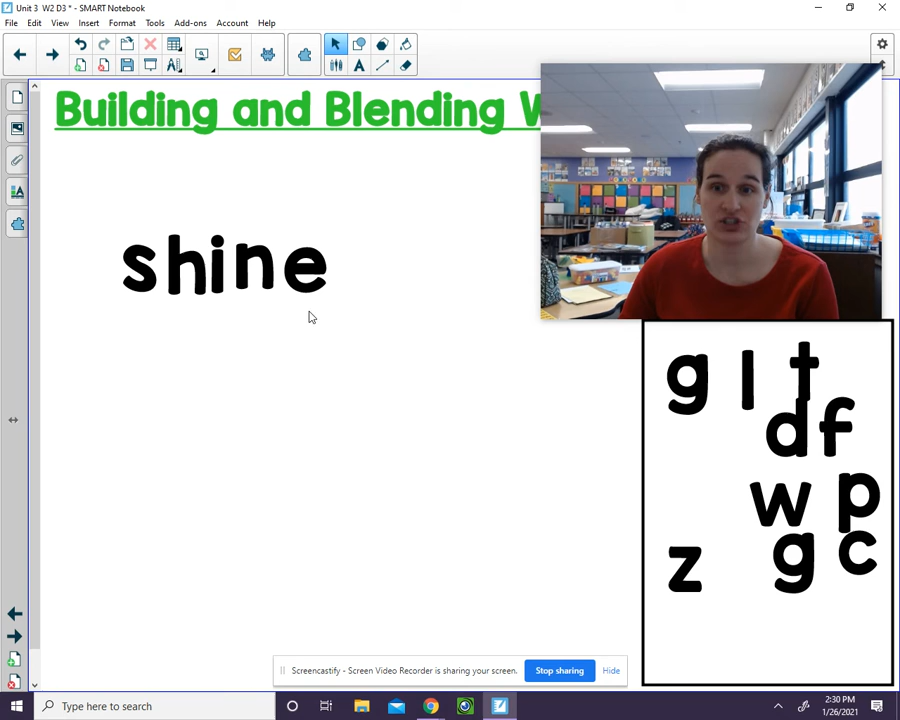 Unit 3 W2 D3 * - SMART Notebook
File Edit View Insert Format Tools Add-ons Account Help
Building and Blending W
shine
g l t
d f
w p
z g c
Screencastify - Screen Video Recorder is sharing your screen. Stop sharing Hide
Type here to search
2:30 PM
1/26/2021